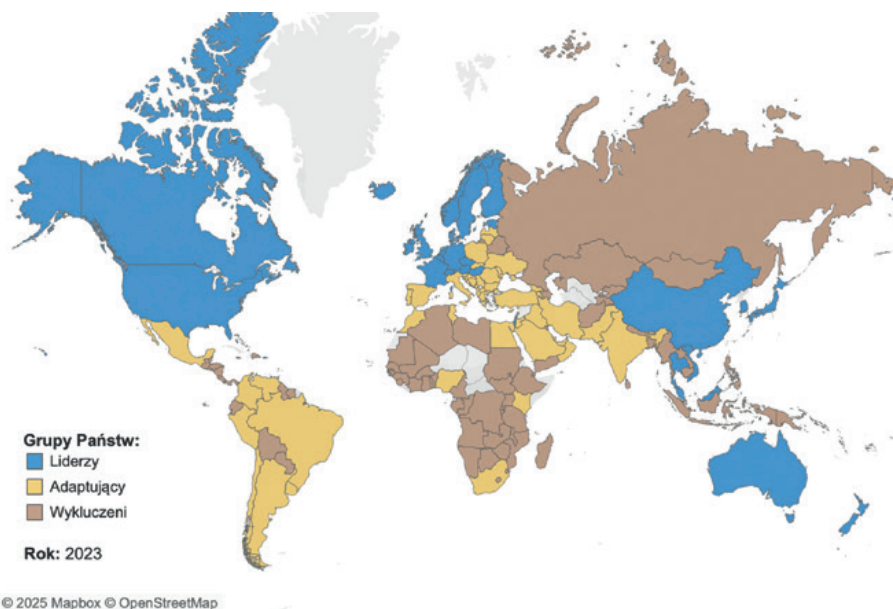 Grupy Państw:
Liderzy
Adaptujący
Wykluczeni
Rok: 2023
© 2025 Mapbox © OpenStreetMap